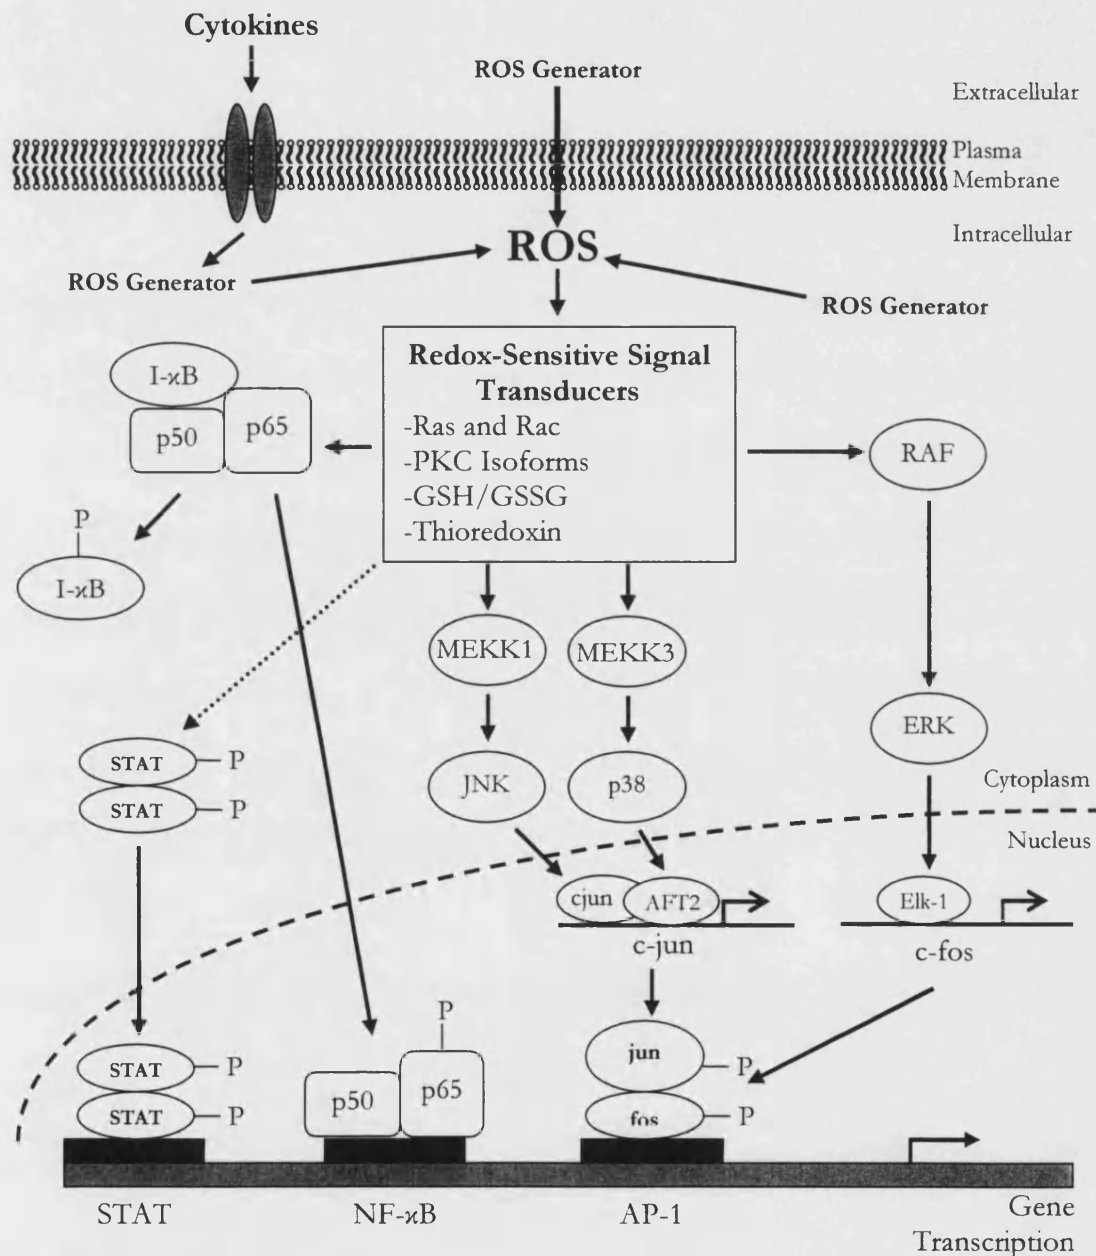 Cytokines
ROS Generator
Extracellular
Plasma
Membrane
Intracellular
ROS
ROS Generator
ROS Generator
Redox-Sensitive Signal
Transducers
-Ras and Rac
-PKC Isoforms
-GSH/GSSG
-Thioredoxin
I-κB
p50
p65
RAF
P
I-κB
MEKK1
MEKK3
ERK
STAT
P
STAT
P
JNK
p38
Cytoplasm
Nucleus
cjun
AFT2
Elk-1
c-jun
c-fos
STAT
P
STAT
P
P
p50
p65
jun
P
fos
P
STAT
NF-κB
AP-1
Gene
Transcription